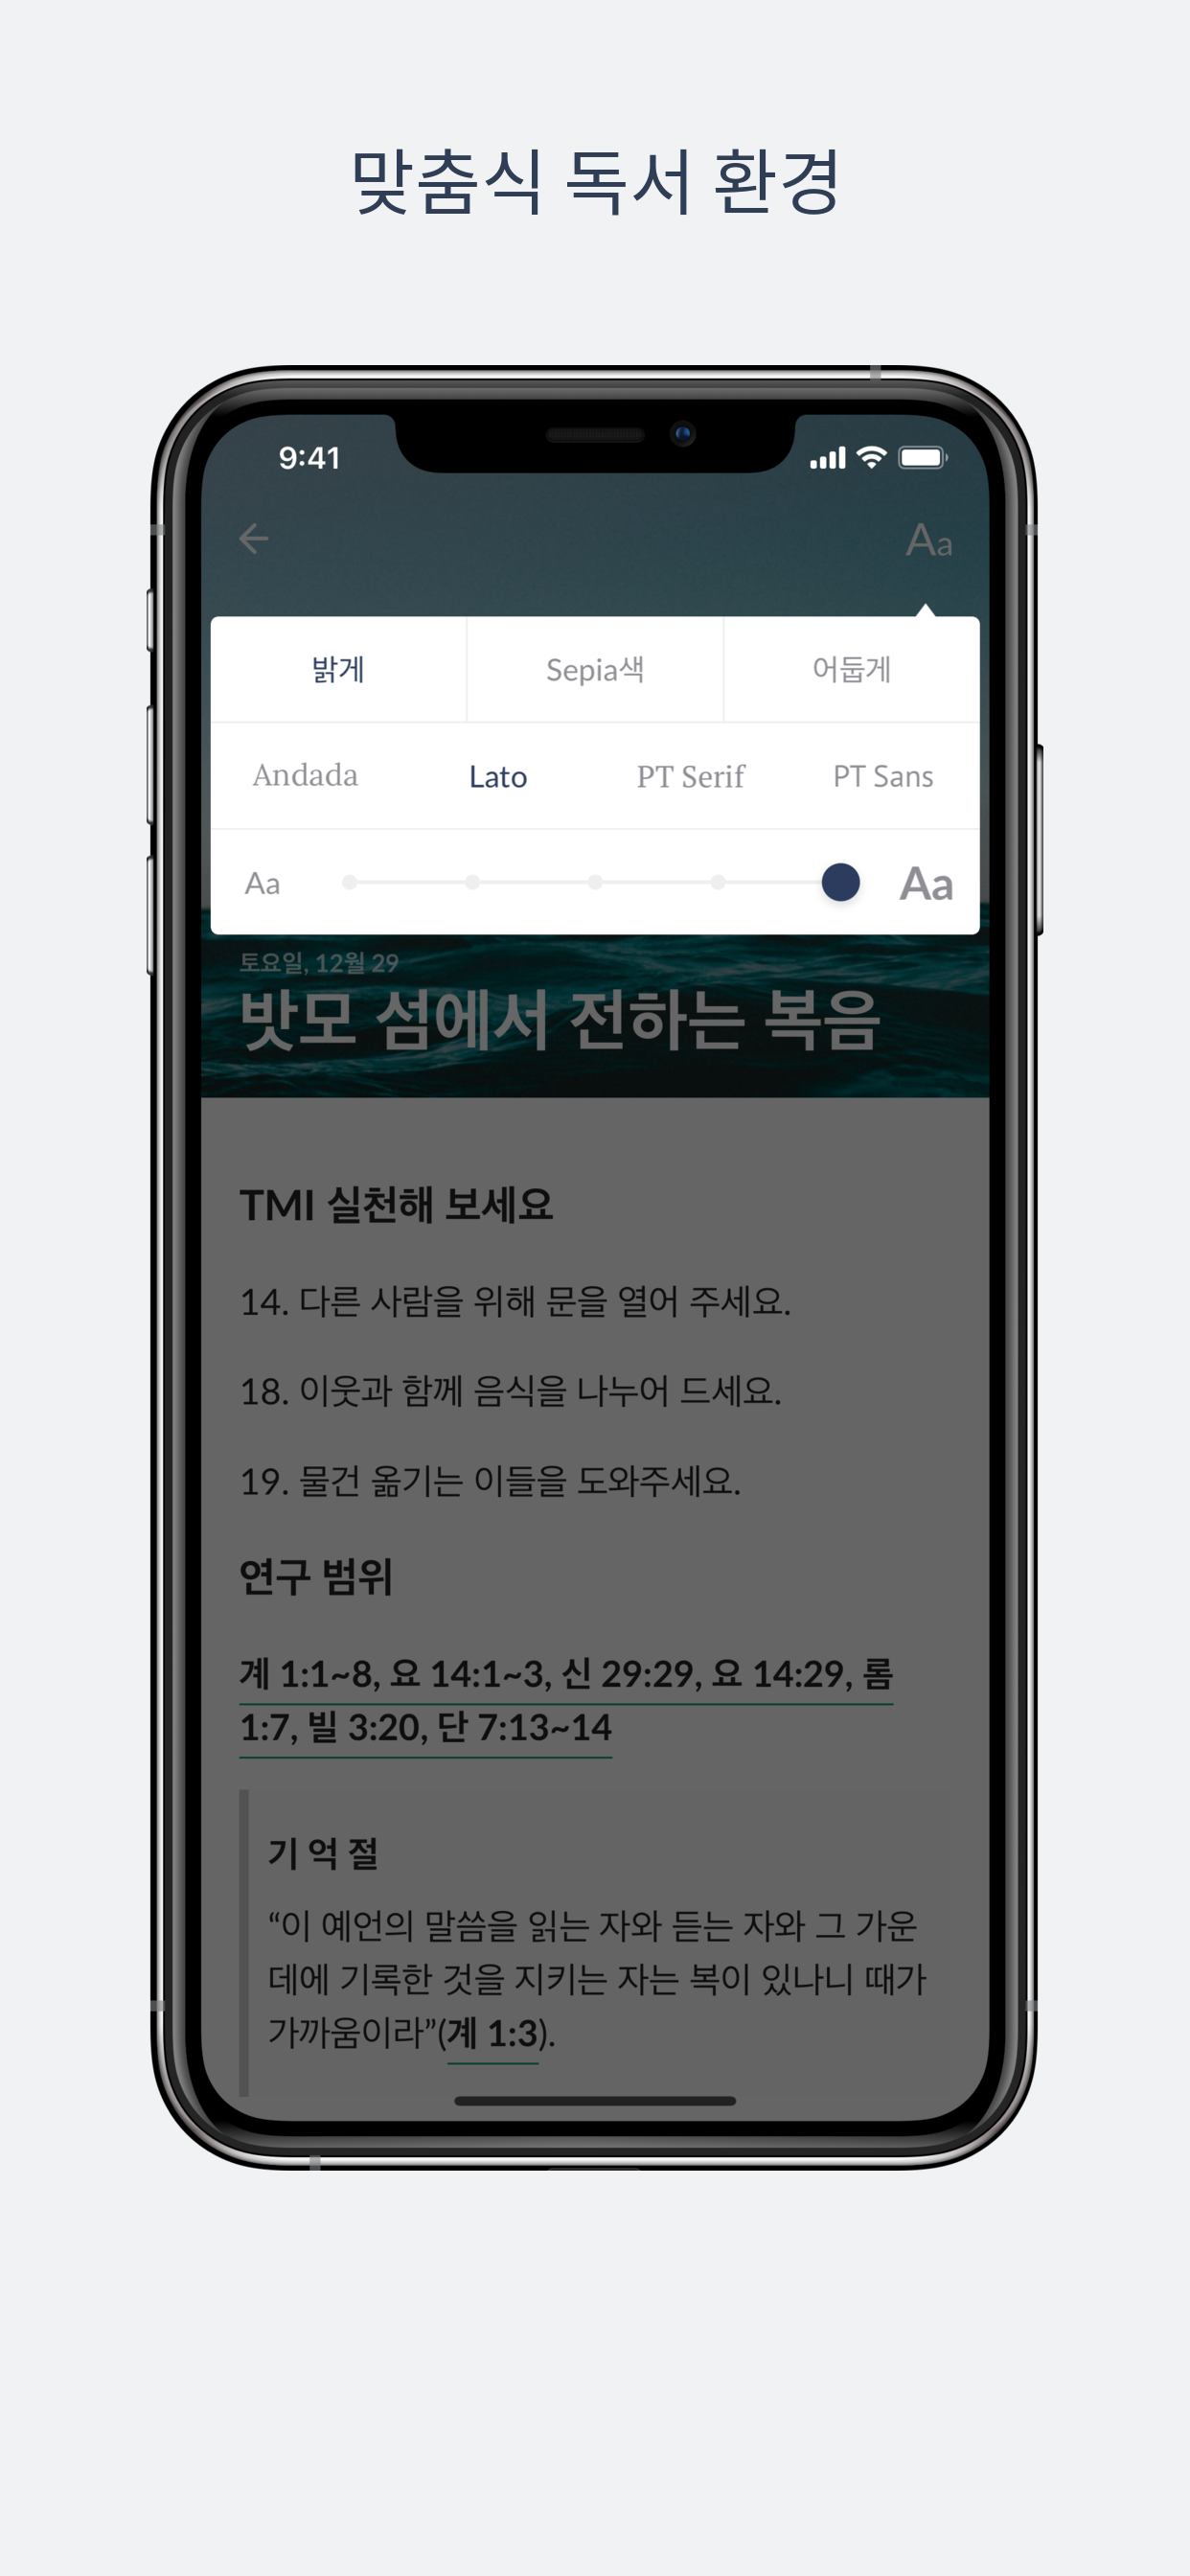 맞춤식 독서 환경
9:41
Aa
밝게 Sepia색 어둡게
Andada Lato PT Serif PT Sans
Aa Aa
토요일, 12월 29
밧모 섬에서 전하는 복음
TMI 실천해 보세요
14. 다른 사람을 위해 문을 열어 주세요.
18. 이웃과 함께 음식을 나누어 드세요.
19. 물건 옮기는 이들을 도와주세요.
연구 범위
계 1:1~8, 요 14:1~3, 신 29:29, 요 14:29, 롬
1:7, 빌 3:20, 단 7:13~14
기 억 절
“이 예언의 말씀을 읽는 자와 듣는 자와 그 가운
데에 기록한 것을 지키는 자는 복이 있나니 때가
가까움이라”(계 1:3).